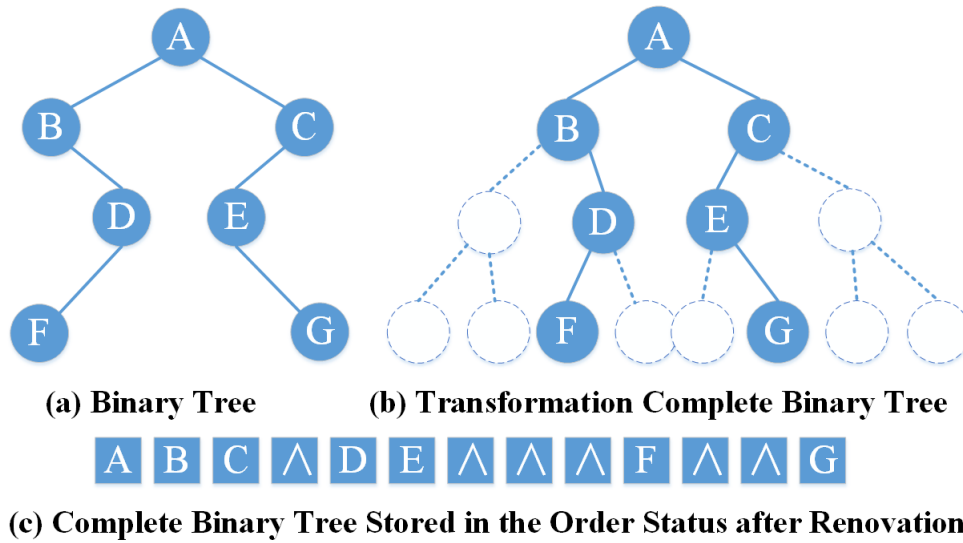 A
A
B
C
B
C
D
E
D
E
F
G
F
G
(a) Binary Tree
(b) Transformation Complete Binary Tree
A B C ∧ D E ∧ ∧ ∧ F ∧ ∧ G
(c) Complete Binary Tree Stored in the Order Status after Renovation